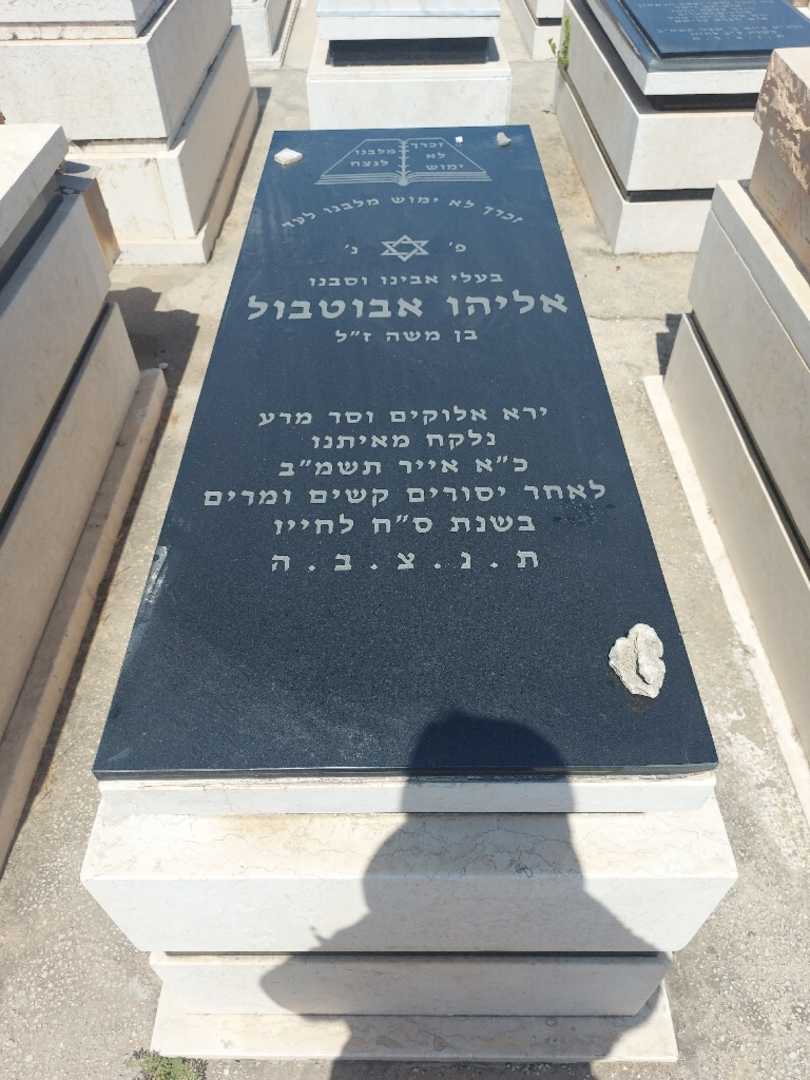 זכרך מלבנו
לא לנצח
ימוש
זכרך לא ימוש מלבנו לעד
פ' נ'
בעלי אבינו וסבנו
אליהו אבוטבול
בן משה ז״ל
ירא אלוקים וסר מרע
נלקח מאיתנו
כ״א אייר תשמ״ב
לאחר יסורים קשים ומרים
בשנת ס״ח לחייו
ת.נ.צ.ב.ה